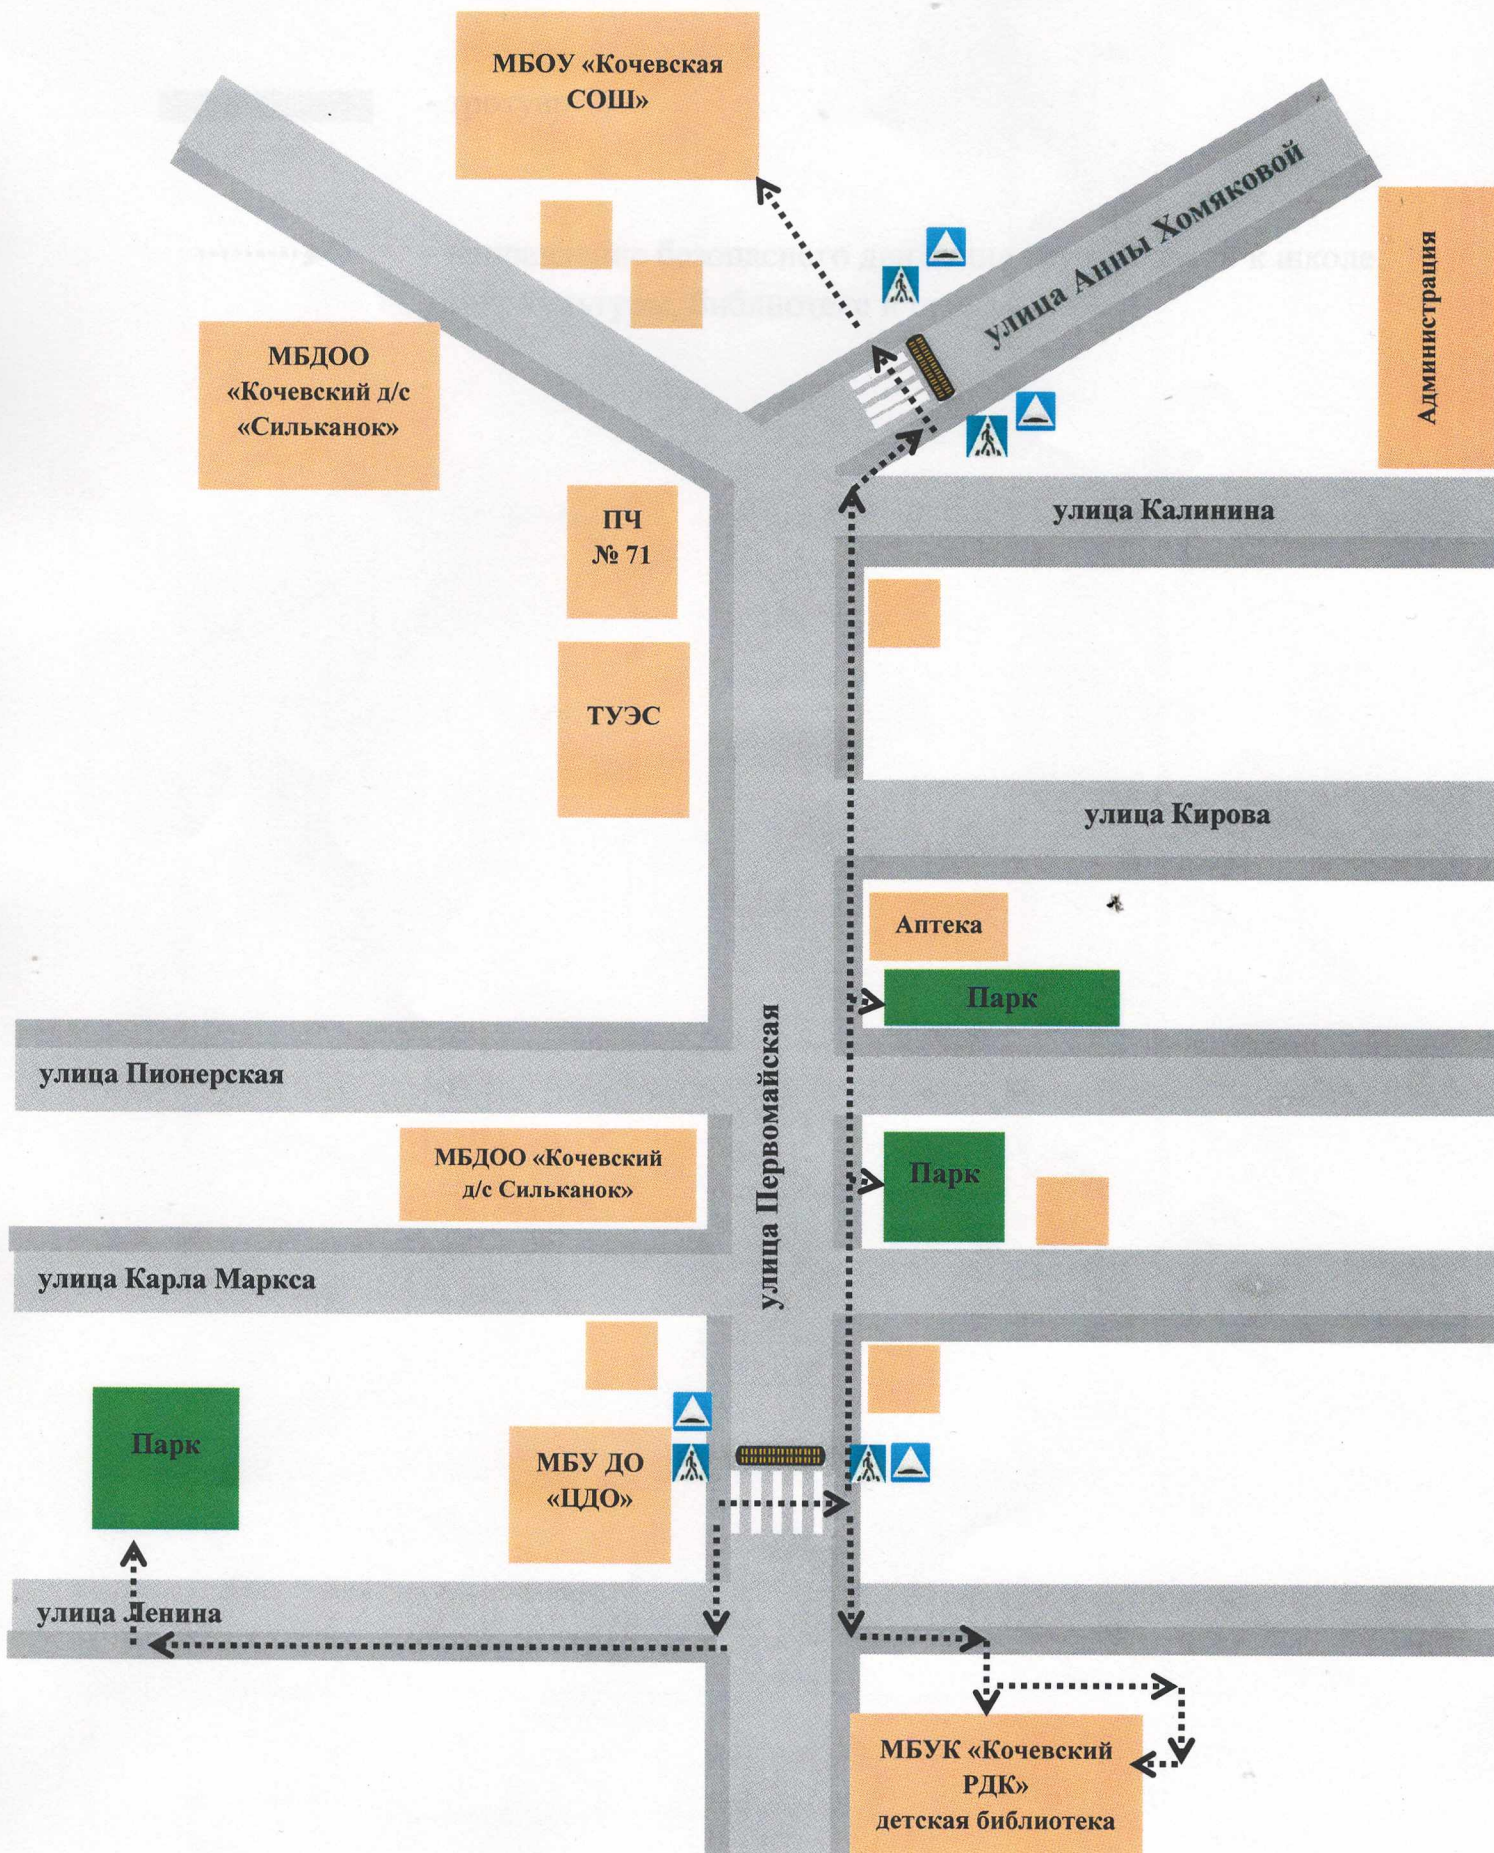 МБОУ «Кочевская
СОШ»
улица Анны Хомяковой
Администрация
МБДОО
«Кочевский д/с
«Сильканок»
ПЧ
№ 71
улица Калинина
ТУЭС
улица Кирова
Аптека
Парк
улица Первомайская
улица Пионерская
МБДОО «Кочевский
д/с Сильканок»
Парк
улица Карла Маркса
Парк
МБУ ДО
«ЦДО»
улица Ленина
МБУК «Кочевский
РДК»
детская библиотека